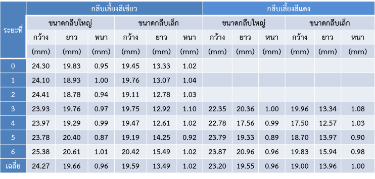 ระยะที่ กลีบเลี้ยงสีเขียว กลีบเลี้ยงสีแดง
ขนาดกลีบใหญ่ ขนาดกลีบเล็ก ขนาดกลีบใหญ่ ขนาดกลีบเล็ก
กว้าง ยาว หนา กว้าง ยาว หนา กว้าง ยาว หนา กว้าง ยาว หนา
(mm) (mm) (mm) (mm) (mm) (mm) (mm) (mm) (mm) (mm) (mm) (mm)
0 24.30 19.83 0.95 19.45 13.33 1.02
1 24.10 18.93 1.00 19.76 13.07 1.04
2 24.41 18.78 0.94 19.11 12.78 1.03
3 23.93 19.76 0.97 19.75 12.92 1.10 22.35 20.36 1.00 19.96 13.34 1.08
4 23.97 19.29 0.99 19.47 12.61 1.02 22.78 17.56 0.99 17.50 12.57 1.03
5 23.78 20.40 0.87 19.19 14.25 0.92 23.79 19.33 0.89 18.70 13.97 0.90
6 25.38 20.61 1.01 20.42 15.49 1.02 23.87 20.96 0.96 19.83 15.94 0.98
เฉลี่ย 24.27 19.66 0.96 19.59 13.49 1.02 23.20 19.55 0.96 19.00 13.96 1.00